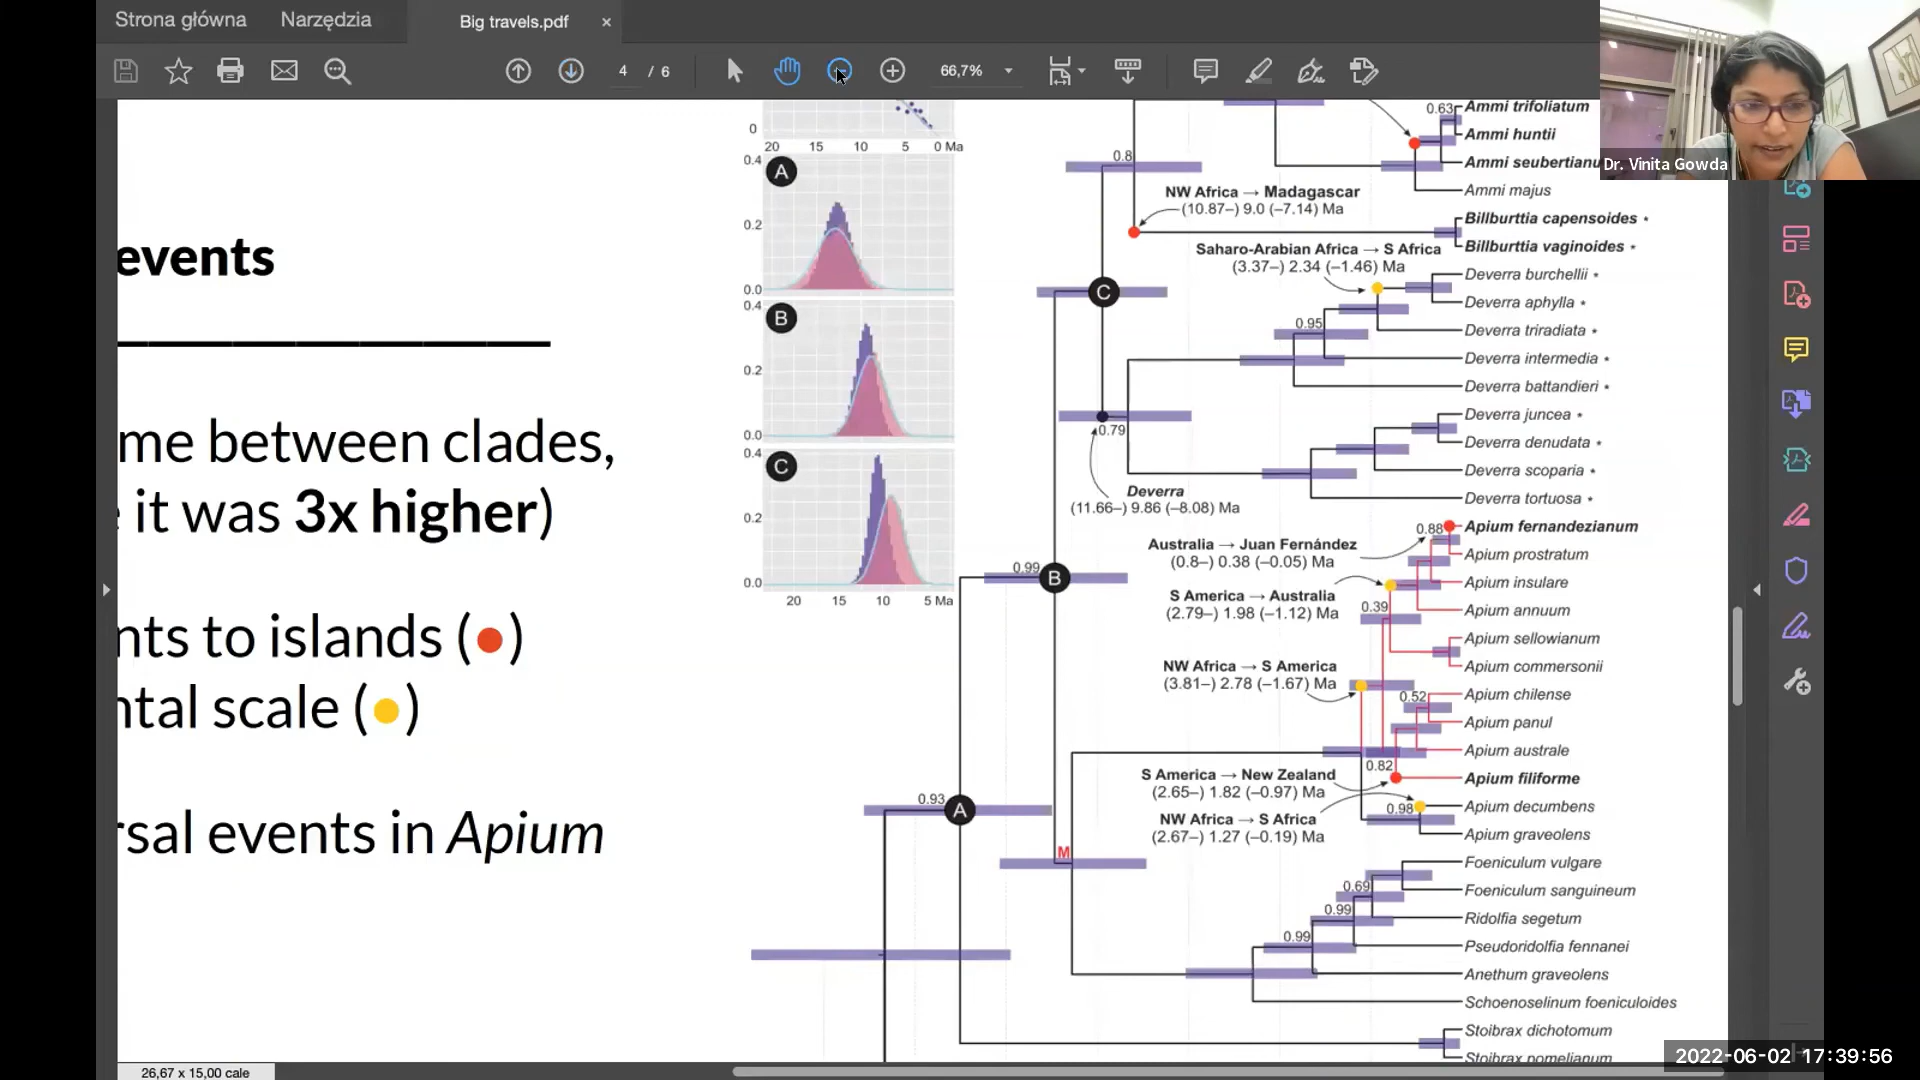 Strona główna
Narzędzia
Big travels.pdf
×
4 / 6
66,7%
Dr. Vinita Gowda
events
me between clades,
it was 3x higher)
nts to islands ( )
ntal scale ( )
rsal events in Apium
0
20 15 10 5 0 Ma
0.4
A
0.2
0.0
0.4
B
0.2
0.0
0.4
C
0.2
0.0
20 15 10 5 Ma
0.63
Ammi trifoliatum
Ammi huntii
Ammi seubertianu
Ammi majus
0.8
NW Africa → Madagascar
(10.87–) 9.0 (–7.14) Ma
Billburttia capensoides *
Billburttia vaginoides *
Saharo-Arabian Africa → S Africa
(3.37–) 2.34 (–1.46) Ma
C
Deverra burchellii *
Deverra aphylla *
0.95
Deverra triradiata *
Deverra intermedia *
Deverra battandieri *
0.79
Deverra juncea *
Deverra denudata *
Deverra scoparia *
Deverra tortuosa *
Deverra
(11.66–) 9.86 (–8.08) Ma
0.88
Apium fernandezianum
Australia → Juan Fernández
(0.8–) 0.38 (–0.05) Ma
Apium prostratum
0.99
B
Apium insulare
S America → Australia
(2.79–) 1.98 (–1.12) Ma
0.39
Apium annuum
Apium sellowianum
Apium commersonii
NW Africa → S America
(3.81–) 2.78 (–1.67) Ma
0.52
Apium chilense
Apium panul
Apium australe
0.82
S America → New Zealand
(2.65–) 1.82 (–0.97) Ma
Apium filiforme
0.93
A
NW Africa → S Africa
(2.67–) 1.27 (–0.19) Ma
0.98
Apium decumbens
Apium graveolens
M
Foeniculum vulgare
0.69
Foeniculum sanguineum
0.99
Ridolfia segetum
0.99
Pseudoridolfia fennanei
Anethum graveolens
Schoenoselinum foeniculoides
Stoibrax dichotomum
Stoibrax pomelianum
26,67 x 15,00 cale
2022-06-02 17:39:56